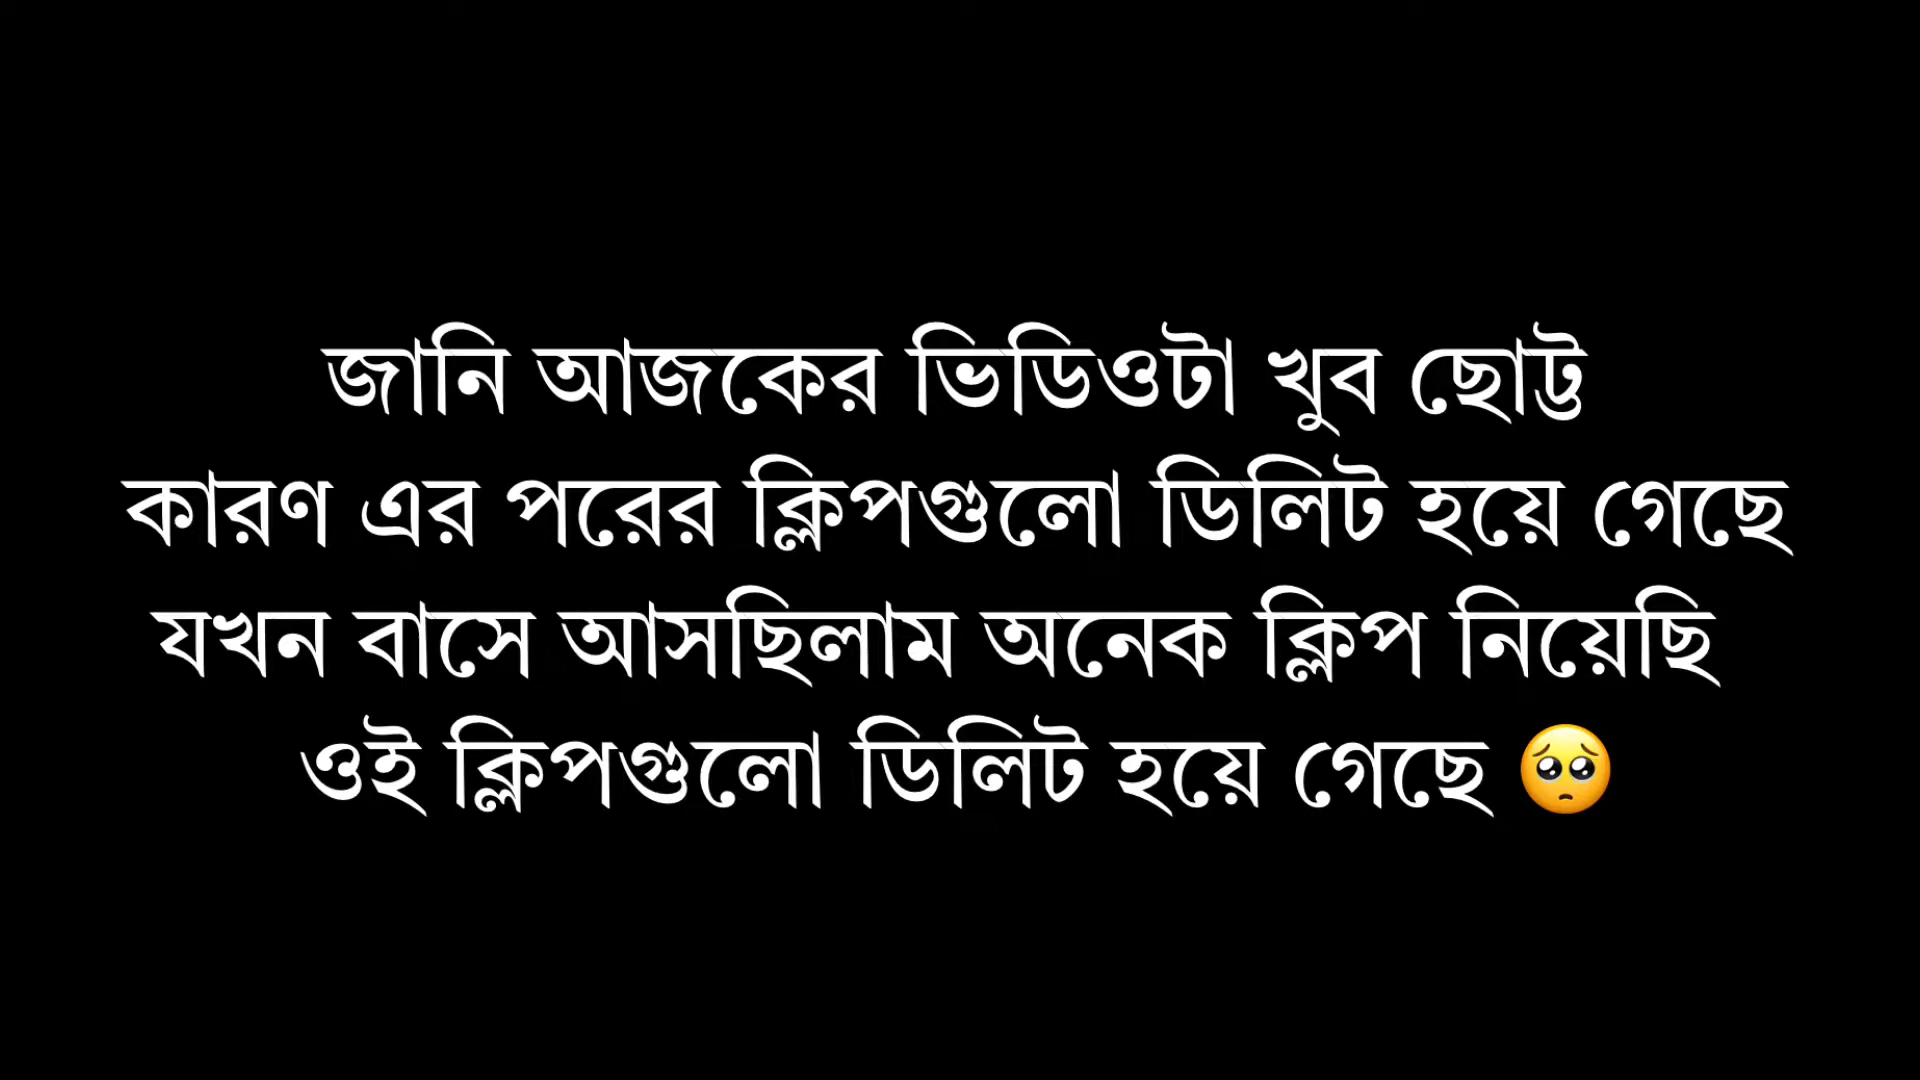 জানি আজকের ভিডিওটা খুব ছোট্ট
কারণ এর পরের ক্লিপগুলো ডিলিট হয়ে গেছে
যখন বাসে আসছিলাম অনেক ক্লিপ নিয়েছি
ওই ক্লিপগুলো ডিলিট হয়ে গেছে 🥺